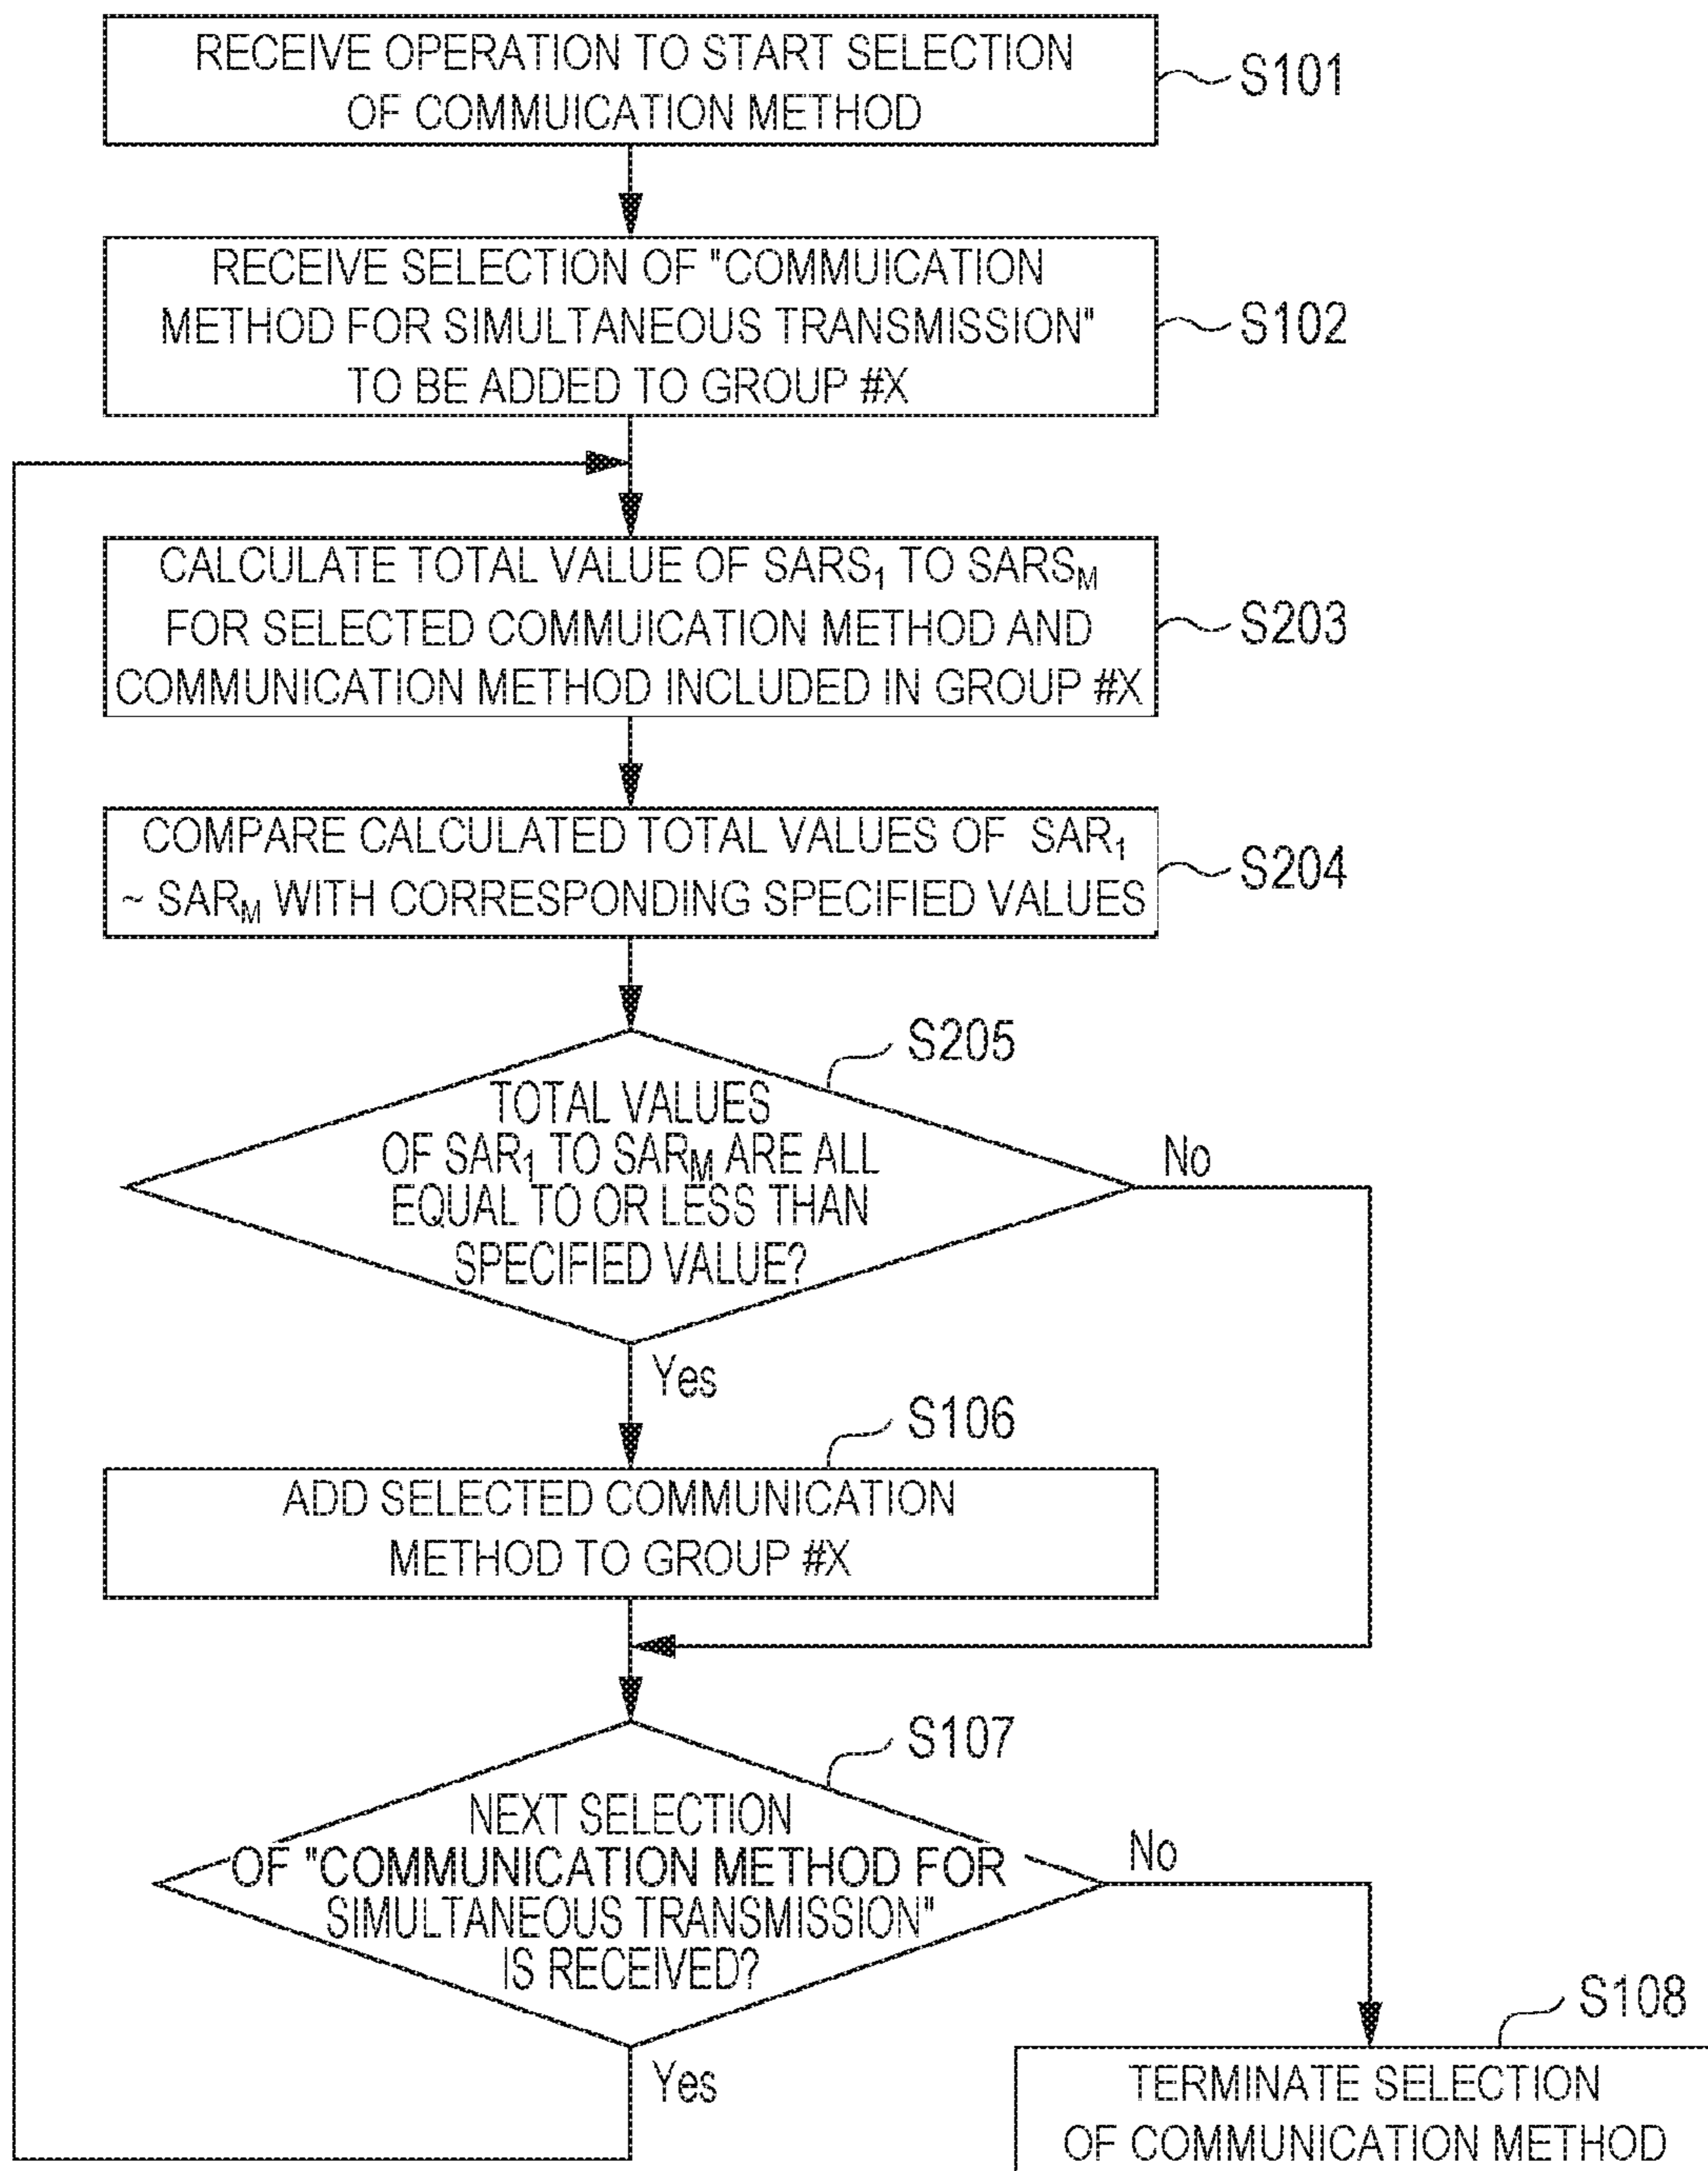 RECEIVE OPERATION TO START SELECTION
OF COMMUICATION METHOD
S101
RECEIVE SELECTION OF "COMMUICATION
METHOD FOR SIMULTANEOUS TRANSMISSION"
TO BE ADDED TO GROUP #X
S102
CALCULATE TOTAL VALUE OF SARS₁ TO SARSM
FOR SELECTED COMMUICATION METHOD AND
COMMUNICATION METHOD INCLUDED IN GROUP #X
S203
COMPARE CALCULATED TOTAL VALUES OF SAR₁
~ SARM WITH CORRESPONDING SPECIFIED VALUES
S204
S205
TOTAL VALUES
OF SAR₁ TO SARM ARE ALL
EQUAL TO OR LESS THAN
SPECIFIED VALUE?
No
Yes
S106
ADD SELECTED COMMUNICATION
METHOD TO GROUP #X
S107
NEXT SELECTION
OF "COMMUNICATION METHOD FOR
SIMULTANEOUS TRANSMISSION"
IS RECEIVED?
No
Yes
S108
TERMINATE SELECTION
OF COMMUNICATION METHOD